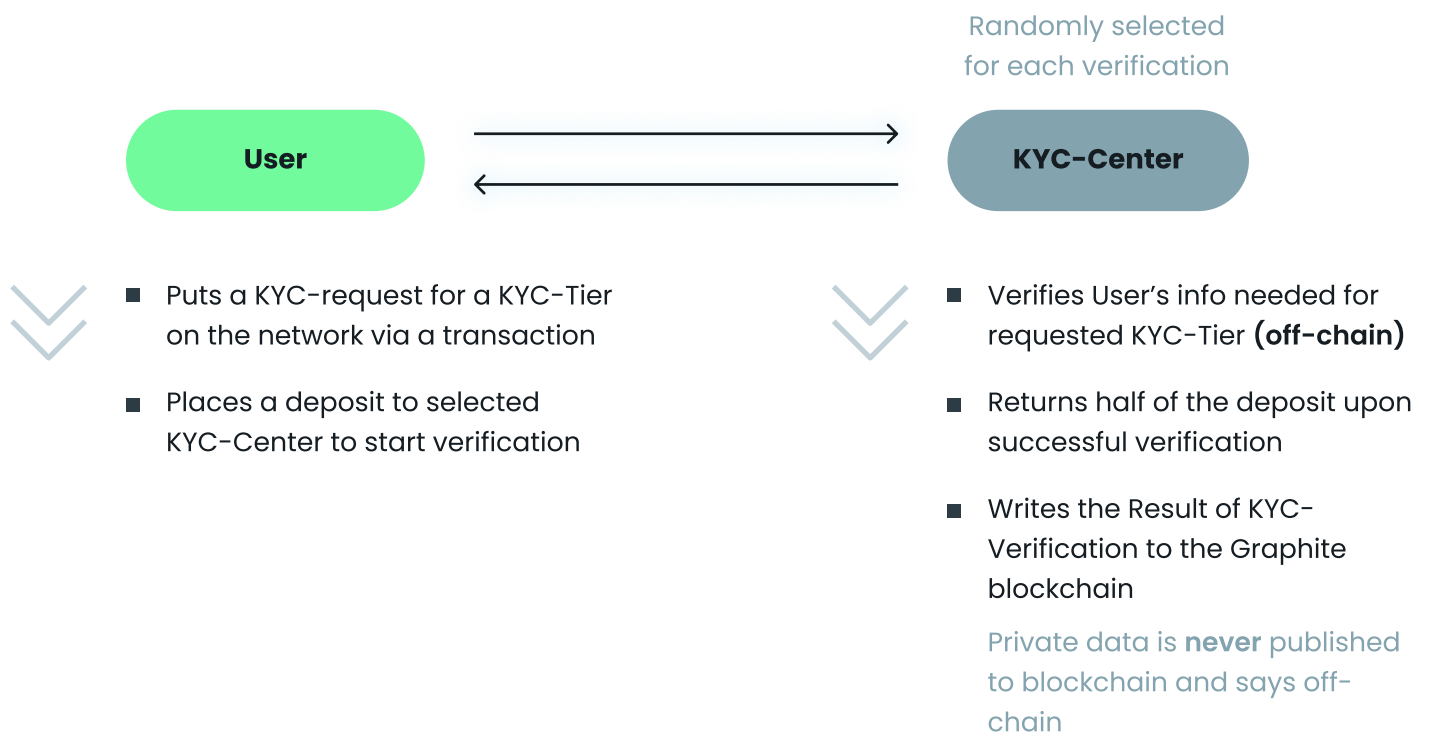 Randomly selected
for each verification
User
KYC-Center
Puts a KYC-request for a KYC-Tier
on the network via a transaction
Places a deposit to selected
KYC-Center to start verification
Verifies User’s info needed for
requested KYC-Tier (off-chain)
Returns half of the deposit upon
successful verification
Writes the Result of KYC-
Verification to the Graphite
blockchain
Private data is never published
to blockchain and says off-
chain